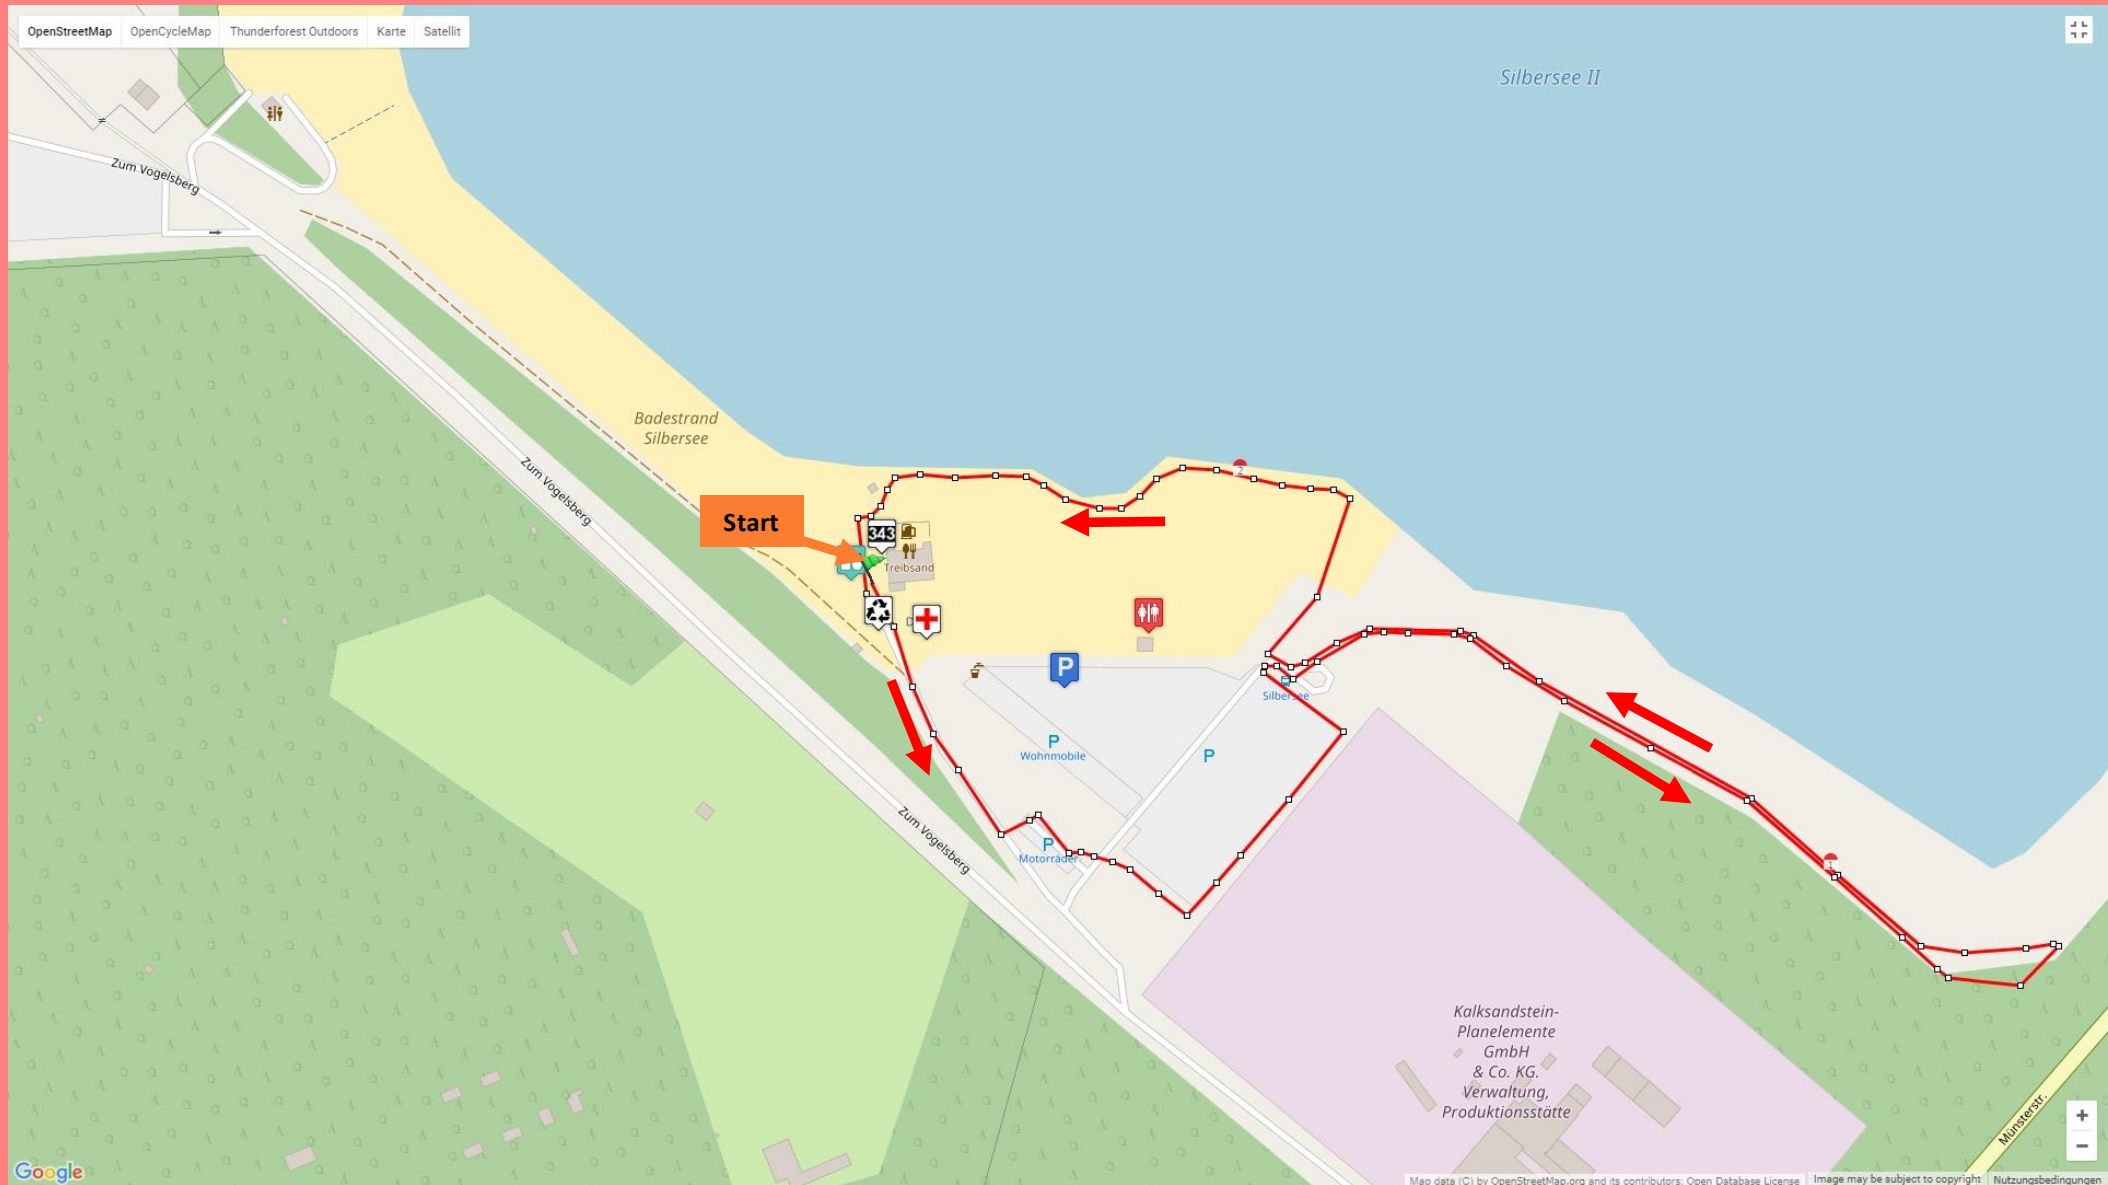 OpenStreetMap OpenCycleMap Thunderforest Outdoors Karte Satellit
Silbersee II
Zum Vogelsberg
Badestrand
Silbersee
Zum Vogelsberg
Start
343
Treibsand
2
P
Silbersee
P
Wohnmobile
P
Zum Vogelsberg
P
Motorräder
1
Kalksandstein-
Planelemente
GmbH
& Co. KG.
Verwaltung,
Produktionsstätte
Münsterstr.
+
−
Google
Map data (C) by OpenStreetMap.org and its contributors; Open Database License Image may be subject to copyright Nutzungsbedingungen